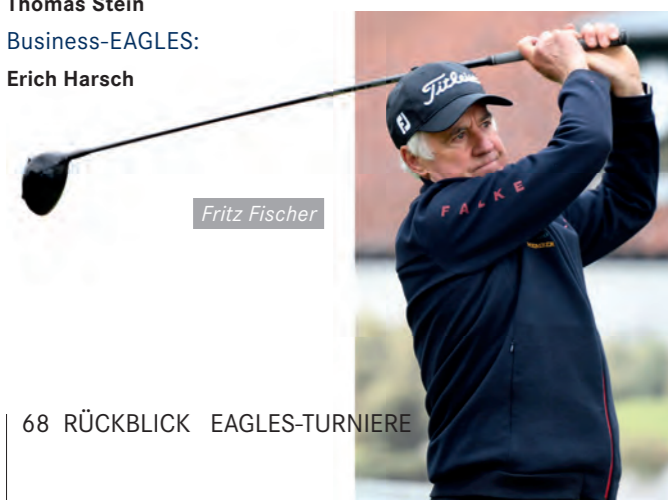 Thomas Stein
Business-EAGLES:
Erich Harsch
Titleist
FJ
FALKE
Fritz Fischer
68 RÜCKBLICK EAGLES-TURNIERE